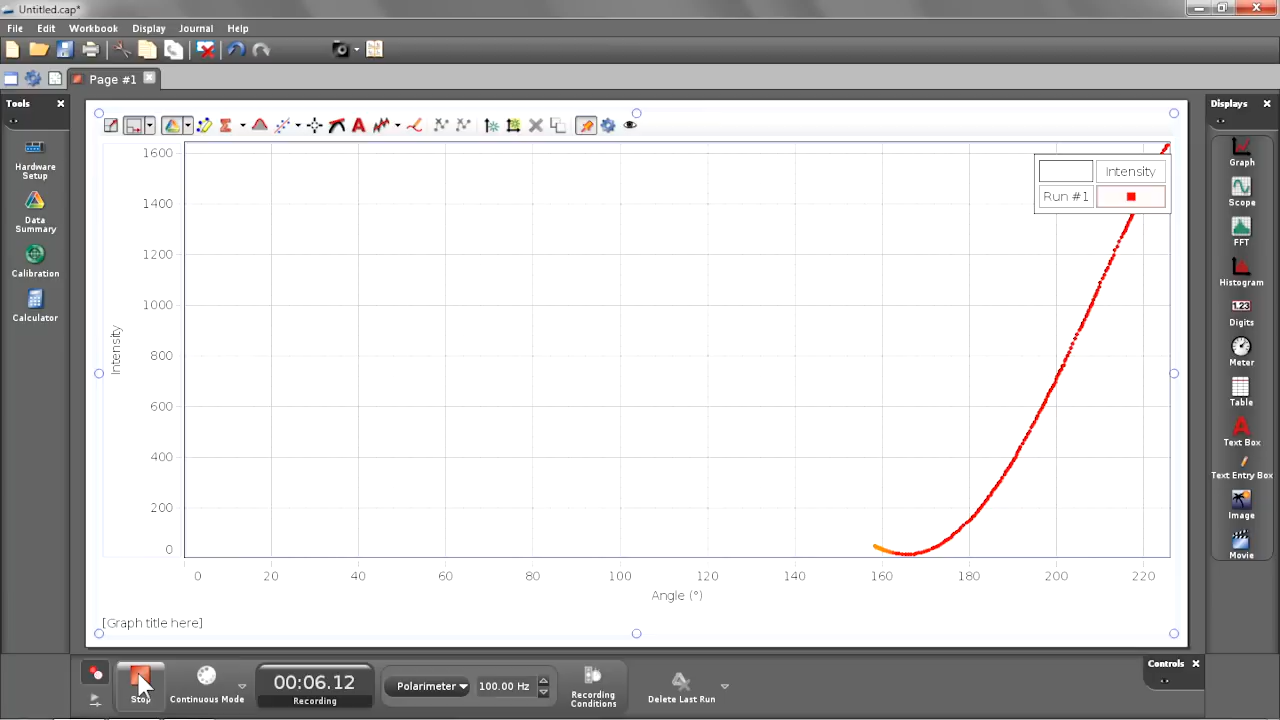 Untitled.cap*
File Edit Workbook Display Journal Help
Page #1
Tools
Hardware
Setup
Data
Summary
Calibration
Calculator
Intensity
Run #1
1600
1400
1200
1000
800
600
400
200
0
Intensity
0 20 40 60 80 100 120 140 160 180 200 220
Angle (°)
[Graph title here]
Displays
Graph
Scope
FFT
Histogram
1.23
Digits
Meter
Table
Text Box
Text Entry Box
Image
Movie
Stop
Continuous Mode
00:06.12
Recording
Polarimeter
100.00 Hz
Recording
Conditions
Delete Last Run
Controls